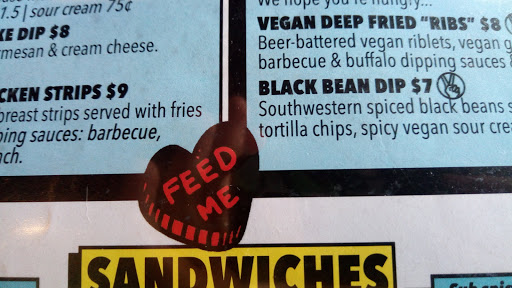 1.5 | sour cream 75¢
KE DIP $8
mesan & cream cheese.
CKEN STRIPS $9
breast strips served with fries
ping sauces: barbecue,
nch.
We hope you're hungry...
VEGAN DEEP FRIED "RIBS" $8
Beer-battered vegan riblets, vegan
barbecue & buffalo dipping sauces
BLACK BEAN DIP $7
Southwestern spiced black beans
tortilla chips, spicy vegan sour
FEED
ME
SANDWICHES